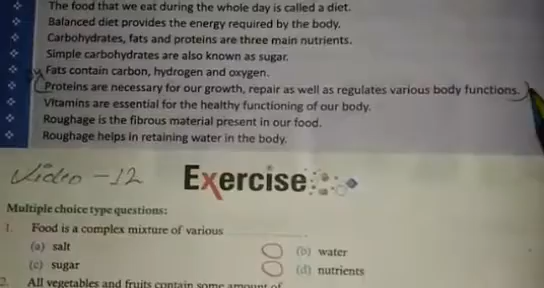 The food that we eat during the whole day is called a diet.
Balanced diet provides the energy required by the body.
Carbohydrates, fats and proteins are three main nutrients.
Simple carbohydrates are also known as sugar.
Fats contain carbon, hydrogen and oxygen.
Proteins are necessary for our growth, repair as well as regulates various body functions.
Vitamins are essential for the healthy functioning of our body.
Roughage is the fibrous material present in our food.
Roughage helps in retaining water in the body.
Video - 12
Exercise
Multiple choice type questions:
1. Food is a complex mixture of various
(a) salt (b) water
(c) sugar (d) nutrients
2. All vegetables and fruits contain some amount of